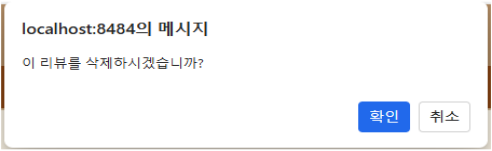 localhost:8484의 메시지
이 리뷰를 삭제하시겠습니까?
확인 취소